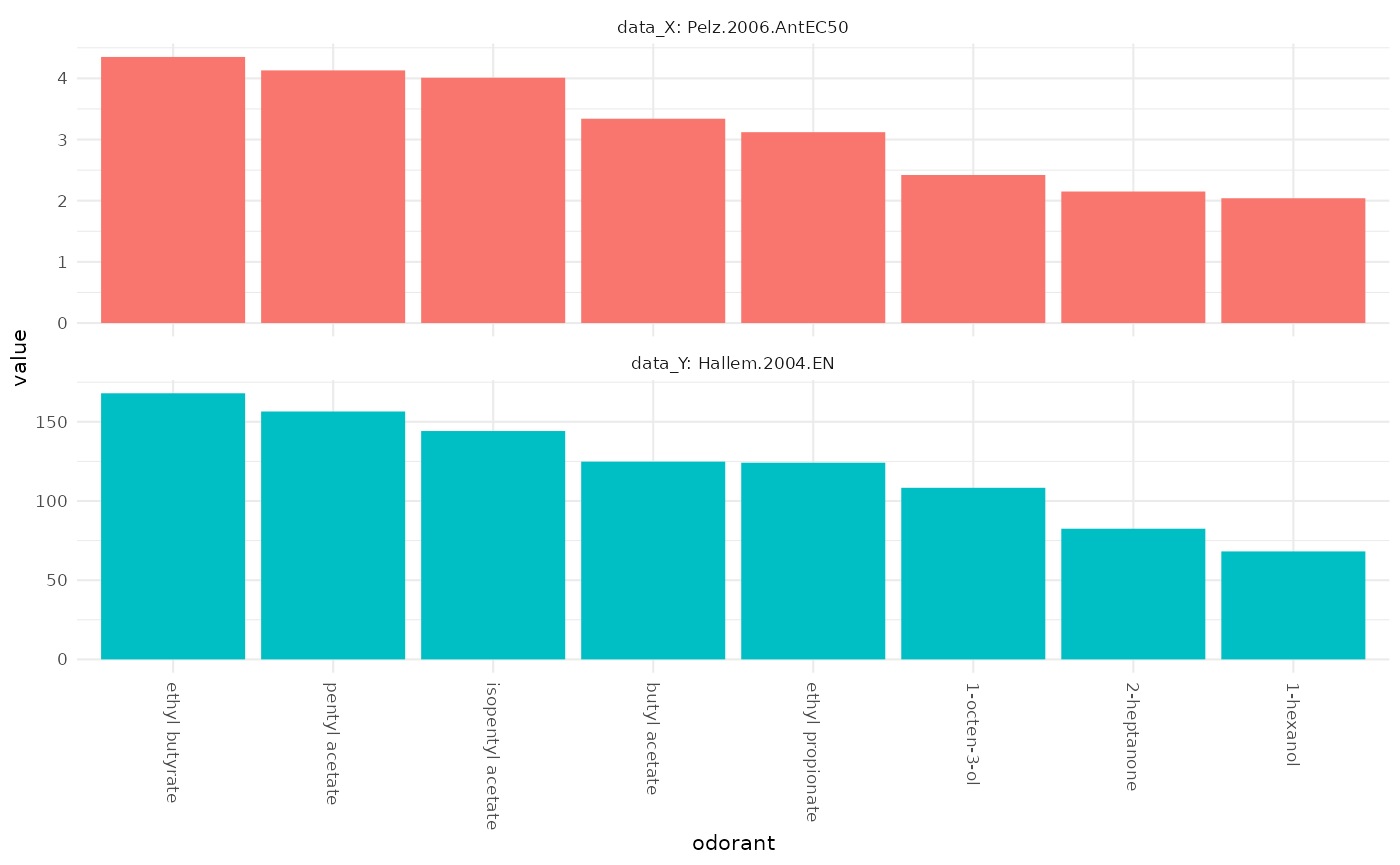 data_X: Pelz.2006.AntEC50
4
3
2
1
0
value
data_Y: Hallem.2004.EN
150
100
50
0
ethyl butyrate
pentyl acetate
isopentyl acetate
butyl acetate
ethyl propionate
1-octen-3-ol
2-heptanone
1-hexanol
odorant